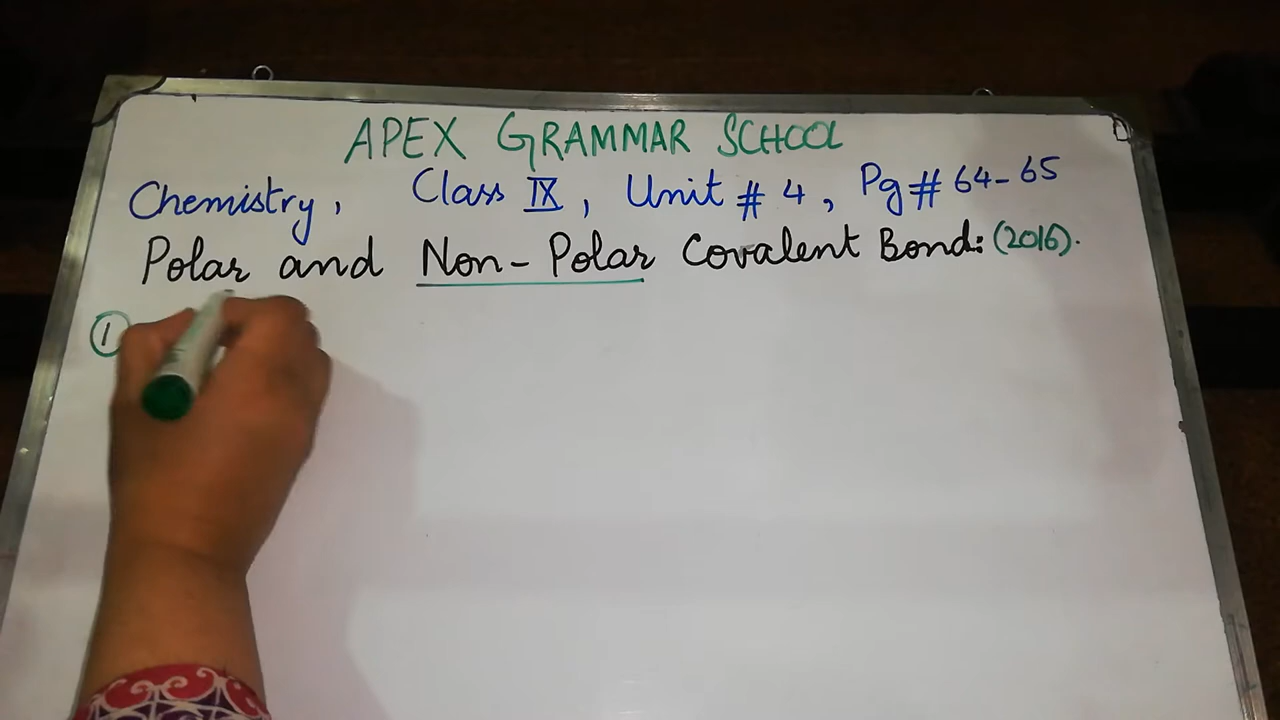 APEX GRAMMAR SCHOOL
Chemistry, Class IX, Unit # 4, Pg# 64-65
Polar and Non-Polar Covalent Bond: (2016).
1